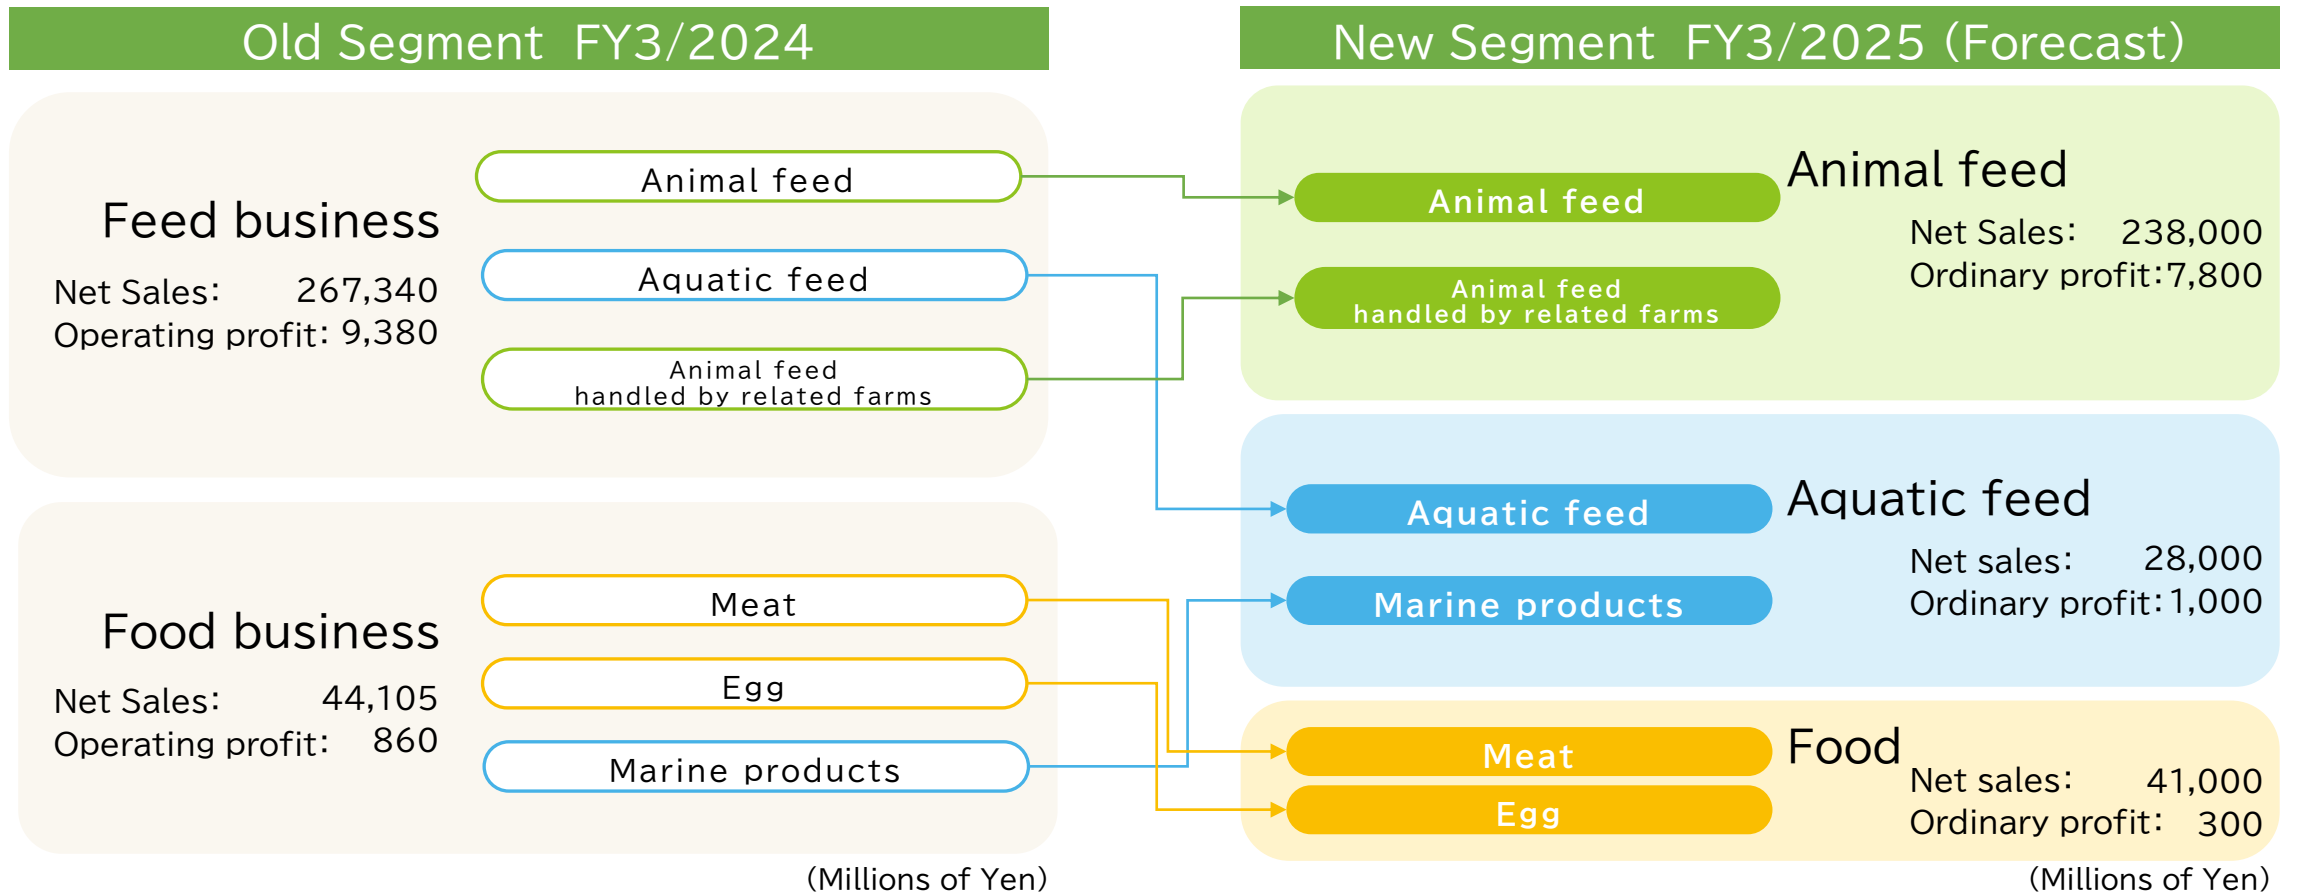 Old Segment FY3/2024
Feed business
Net Sales: 267,340
Operating profit: 9,380
Animal feed
Aquatic feed
Animal feed
handled by related farms
Food business
Net Sales: 44,105
Operating profit: 860
Meat
Egg
Marine products
(Millions of Yen)
New Segment FY3/2025 (Forecast)
Animal feed
Animal feed
handled by related farms
Animal feed
Net Sales: 238,000
Ordinary profit: 7,800
Aquatic feed
Marine products
Aquatic feed
Net sales: 28,000
Ordinary profit: 1,000
Meat
Egg
Food
Net sales: 41,000
Ordinary profit: 300
(Millions of Yen)